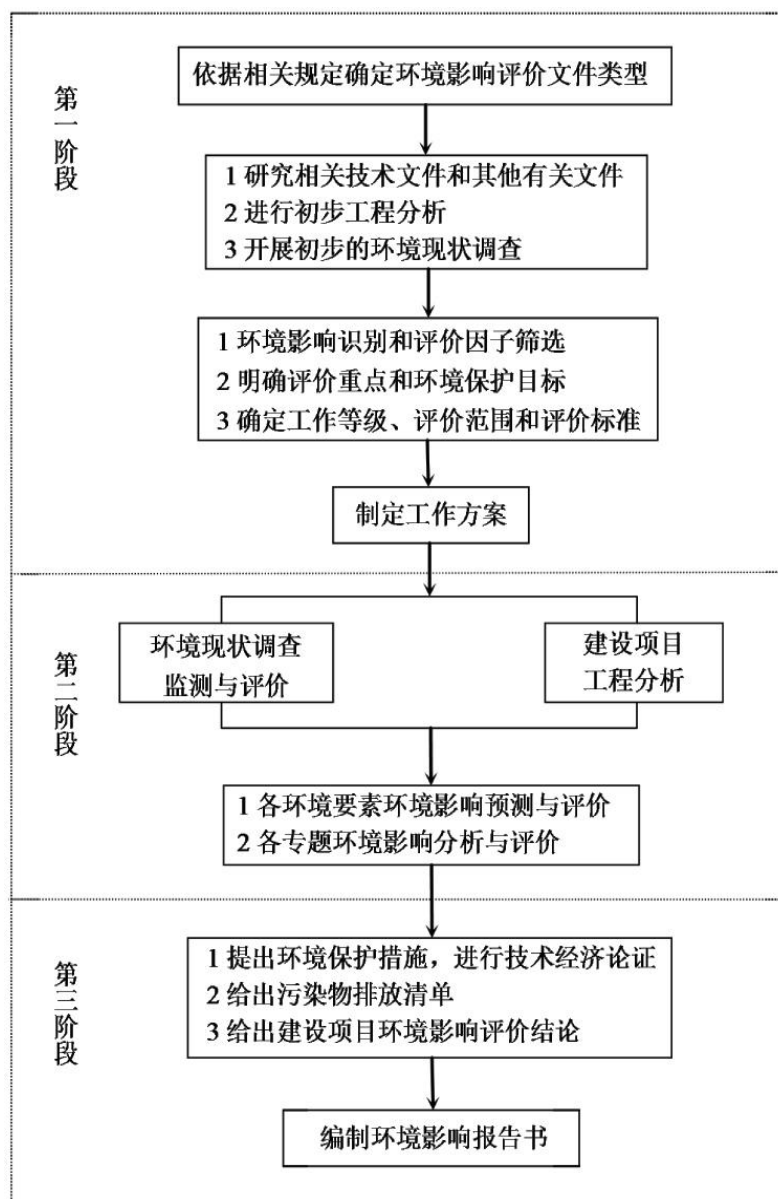 第一阶段
依据相关规定确定环境影响评价文件类型
1 研究相关技术文件和其他有关文件
2 进行初步工程分析
3 开展初步的环境现状调查
1 环境影响识别和评价因子筛选
2 明确评价重点和环境保护目标
3 确定工作等级、评价范围和评价标准
制定工作方案
第二阶段
环境现状调查
监测与评价
建设项目
工程分析
1 各环境要素环境影响预测与评价
2 各专题环境影响分析与评价
第三阶段
1 提出环境保护措施，进行技术经济论证
2 给出污染物排放清单
3 给出建设项目环境影响评价结论
编制环境影响报告书